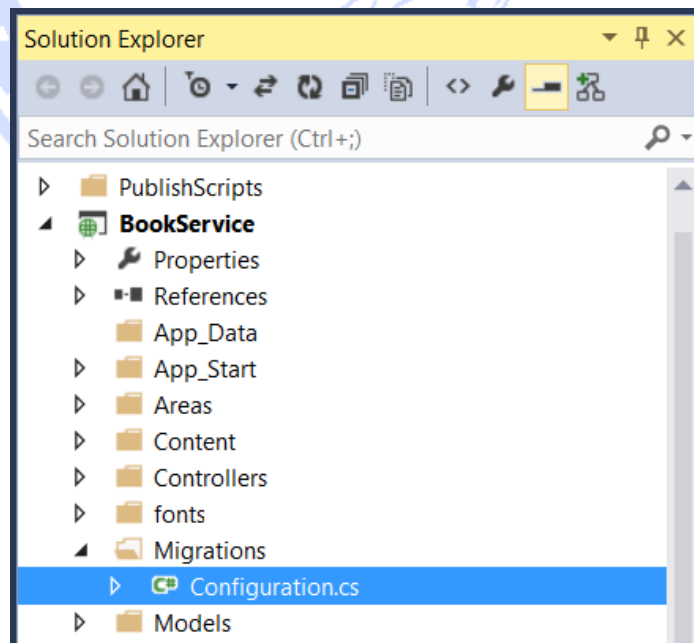 Solution Explorer
Search Solution Explorer (Ctrl+;)
PublishScripts
BookService
Properties
References
App_Data
App_Start
Areas
Content
Controllers
fonts
Migrations
C# Configuration.cs
Models